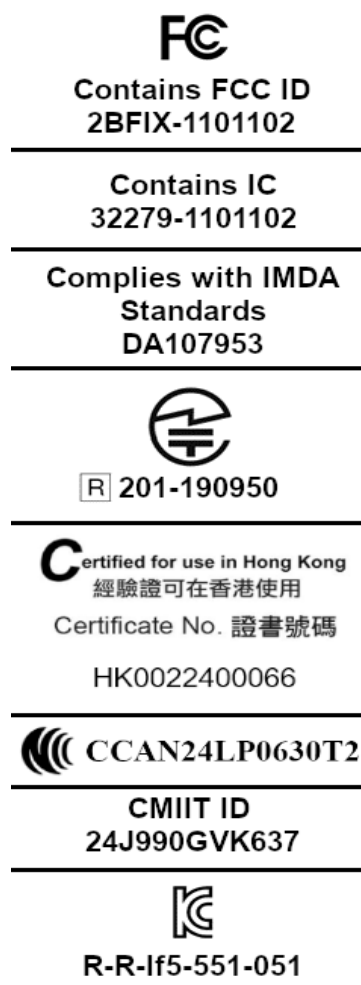 FC
Contains FCC ID
2BFIX-1101102
Contains IC
32279-1101102
Complies with IMDA
Standards
DA107953
R 201-190950
Certified for use in Hong Kong
經驗證可在香港使用
Certificate No. 證書號碼
HK0022400066
CCAN24LP0630T2
CMIIT ID
24J990GVK637
R-R-If5-551-051